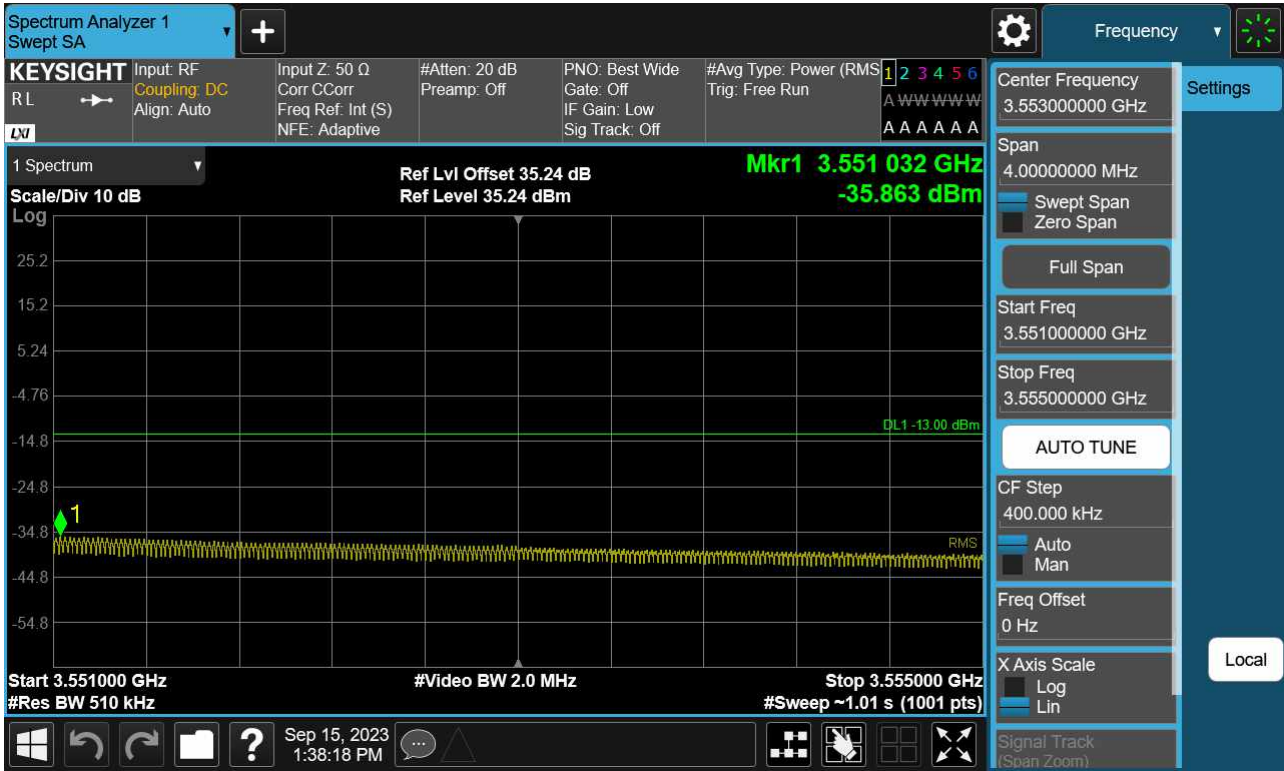 Spectrum Analyzer 1
Swept SA
Frequency
KEYSIGHT
R L
LXI
Input: RF
Coupling: DC
Align: Auto
Input Z: 50 Ω
Corr CCorr
Freq Ref: Int (S)
NFE: Adaptive
#Atten: 20 dB
Preamp: Off
PNO: Best Wide
Gate: Off
IF Gain: Low
Sig Track: Off
#Avg Type: Power (RMS
Trig: Free Run
1 2 3 4 5 6
A W W W W W
A A A A A A
1 Spectrum
Scale/Div 10 dB
Log
Ref Lvl Offset 35.24 dB
Ref Level 35.24 dBm
Mkr1 3.551 032 GHz
-35.863 dBm
25.2
15.2
5.24
-4.76
-14.8
-24.8
-34.8
-44.8
-54.8
DL1 -13.00 dBm
1
RMS
Start 3.551000 GHz
#Res BW 510 kHz
#Video BW 2.0 MHz
Stop 3.555000 GHz
#Sweep ~1.01 s (1001 pts)
Center Frequency
3.553000000 GHz
Span
4.00000000 MHz
Swept Span
Zero Span
Full Span
Start Freq
3.551000000 GHz
Stop Freq
3.555000000 GHz
AUTO TUNE
CF Step
400.000 kHz
Auto
Man
Freq Offset
0 Hz
X Axis Scale
Log
Lin
Signal Track
(Span Zoom)
Settings
Local
?
Sep 15, 2023
1:38:18 PM